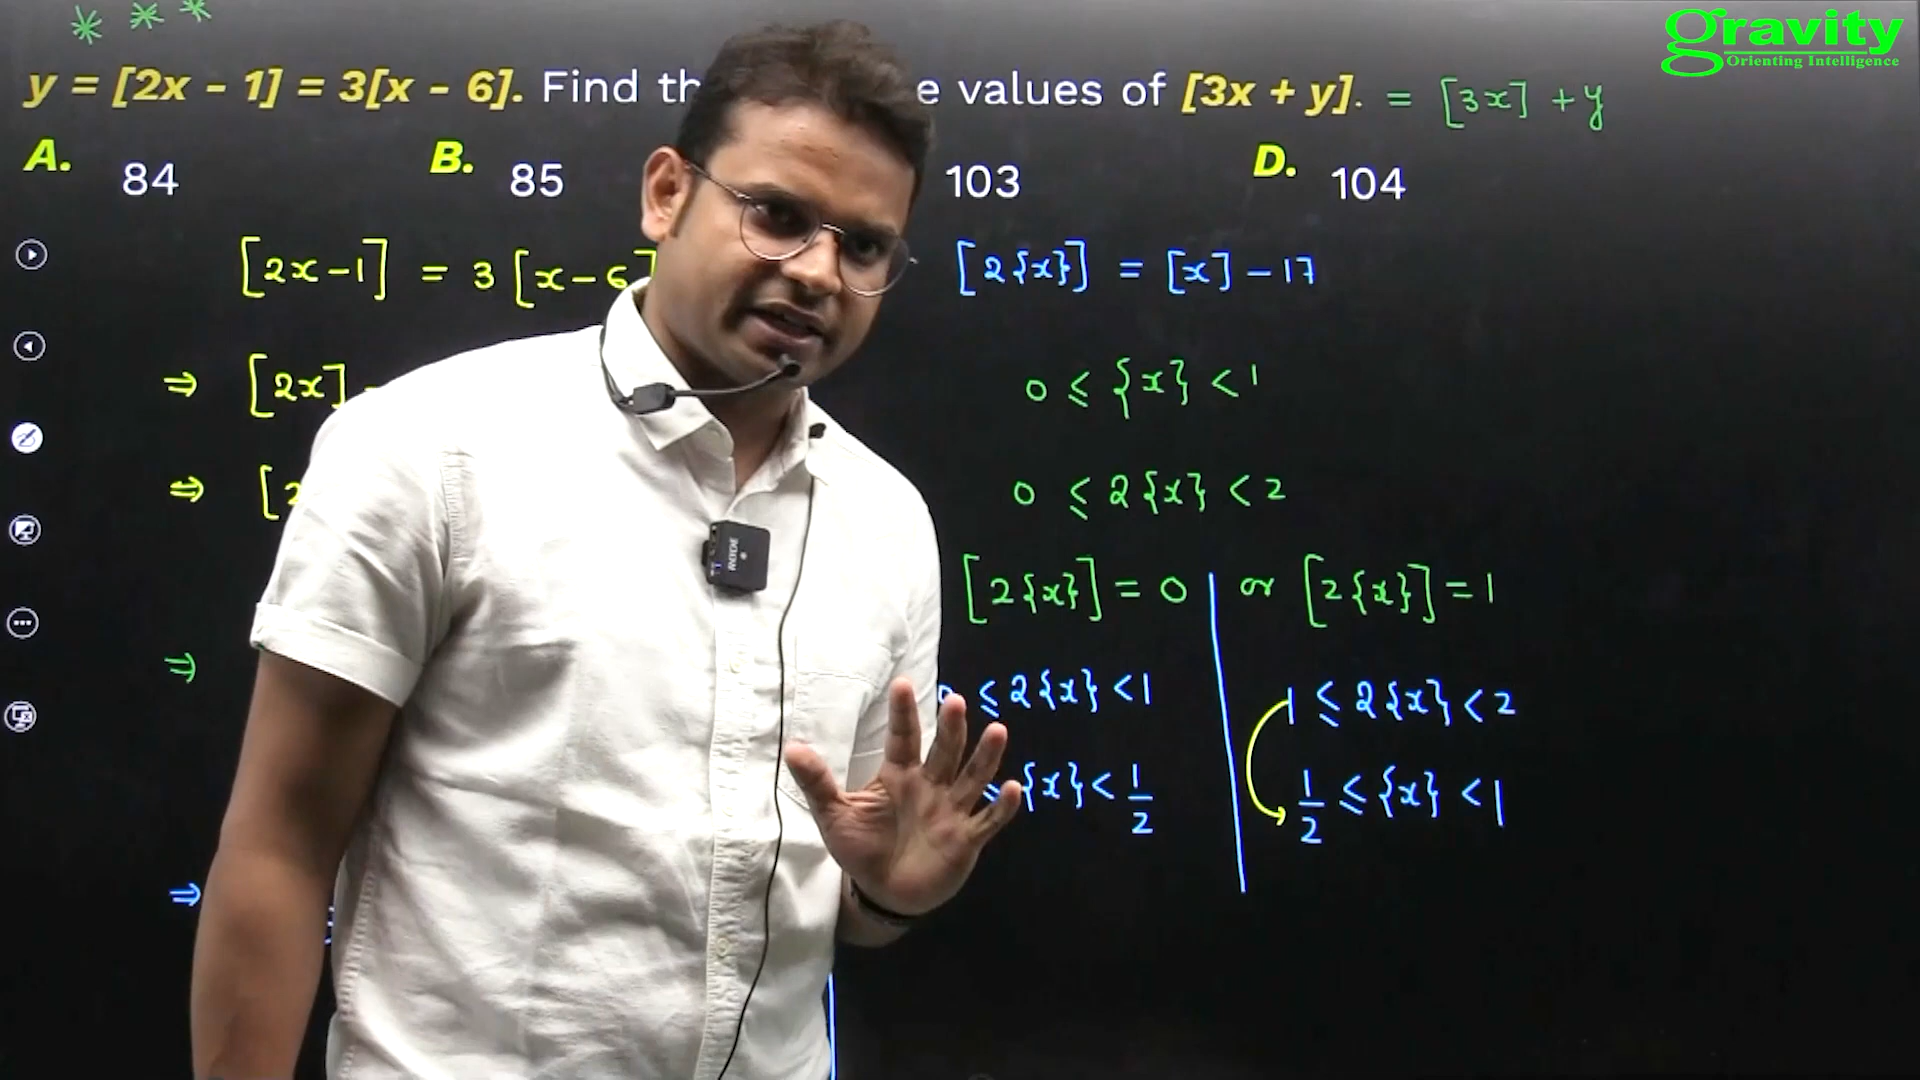 * * *
gravity
Orienting Intelligence
y = [2x - 1] = 3[x - 6]. Find th e values of [3x + y]. = [3x] + y
A. 84 B. 85 103 D. 104
[2x-1] = 3[x-6] [2{x}] = [x] - 17
⇒ [2x] 0 ≤ {x} < 1
⇒ [2 0 ≤ 2{x} < 2
[2{x}] = 0 or [2{x}] = 1
⇒ ≤ 2{x} < 1 1 ≤ 2{x} < 2
≤ {x} < 1/2 1/2 ≤ {x} < 1
⇒
RODE